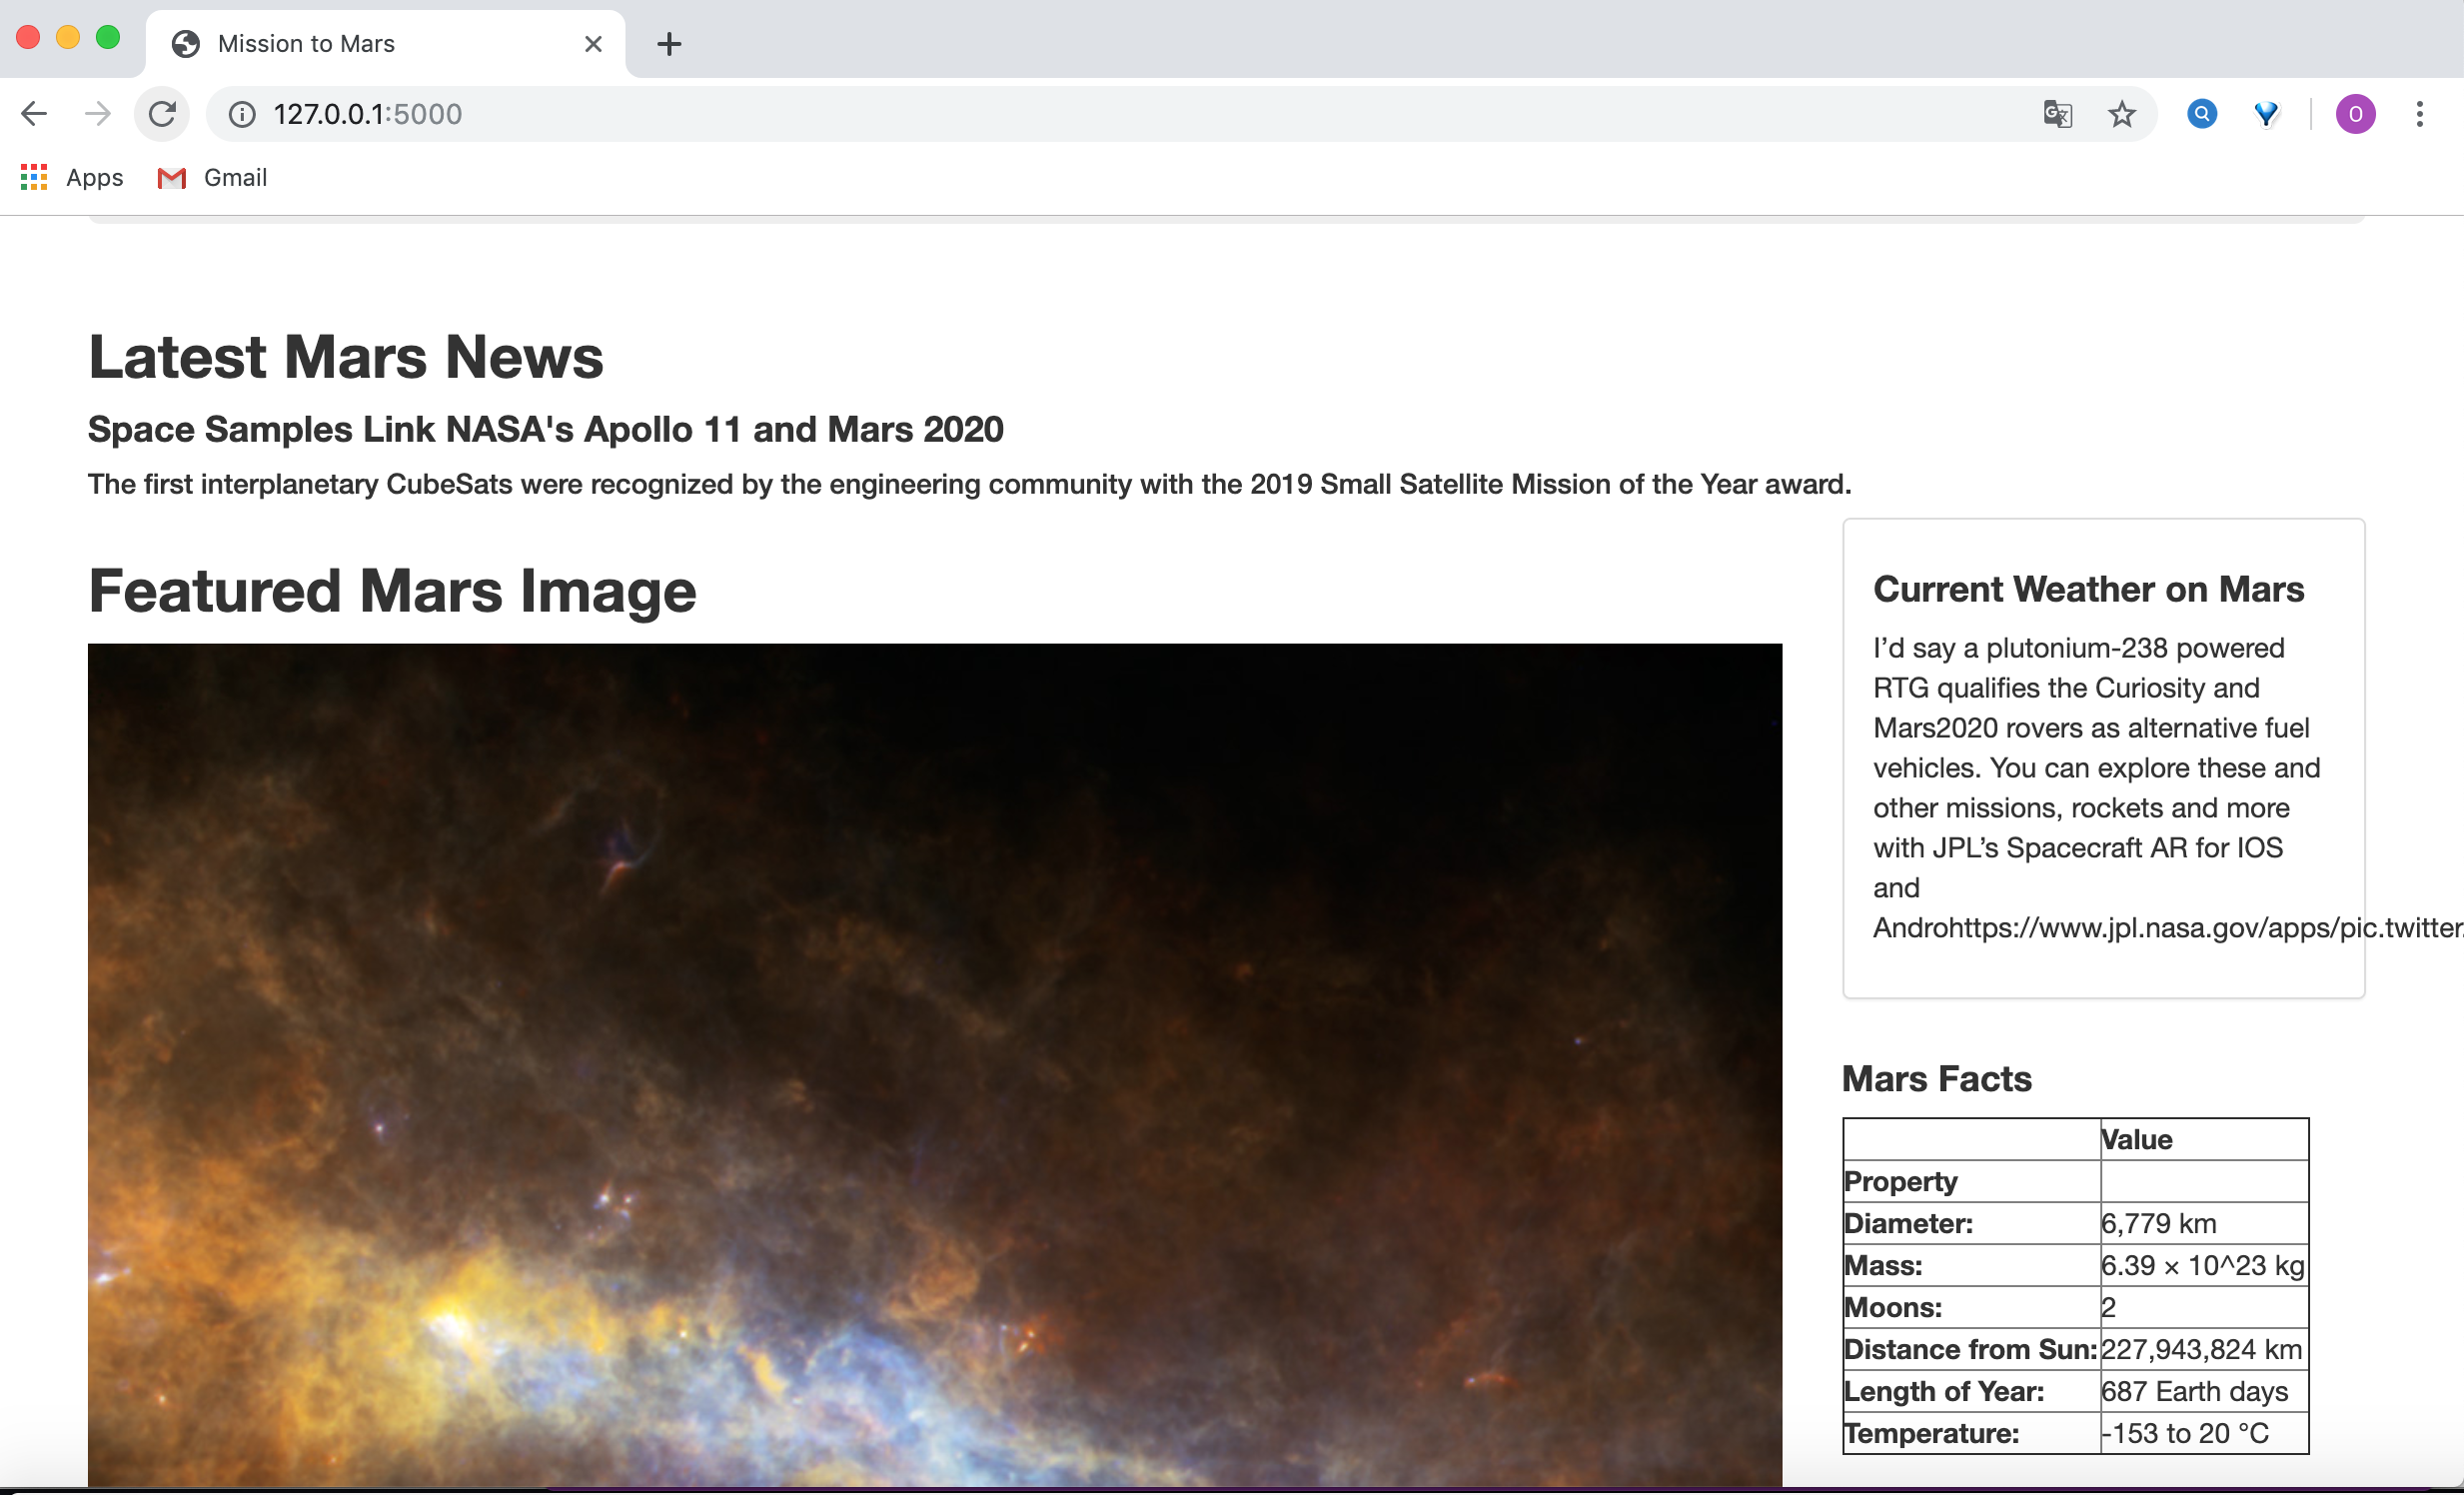 Mission to Mars
127.0.0.1:5000
O
Apps
Gmail
Latest Mars News
Space Samples Link NASA's Apollo 11 and Mars 2020
The first interplanetary CubeSats were recognized by the engineering community with the 2019 Small Satellite Mission of the Year award.
Featured Mars Image
Current Weather on Mars
I’d say a plutonium-238 powered
RTG qualifies the Curiosity and
Mars2020 rovers as alternative fuel
vehicles. You can explore these and
other missions, rockets and more
with JPL’s Spacecraft AR for IOS
and
Androhttps://www.jpl.nasa.gov/apps/pic.twitter.
Mars Facts
Value
Property
Diameter: 6,779 km
Mass: 6.39 × 10^23 kg
Moons: 2
Distance from Sun: 227,943,824 km
Length of Year: 687 Earth days
Temperature: -153 to 20 °C